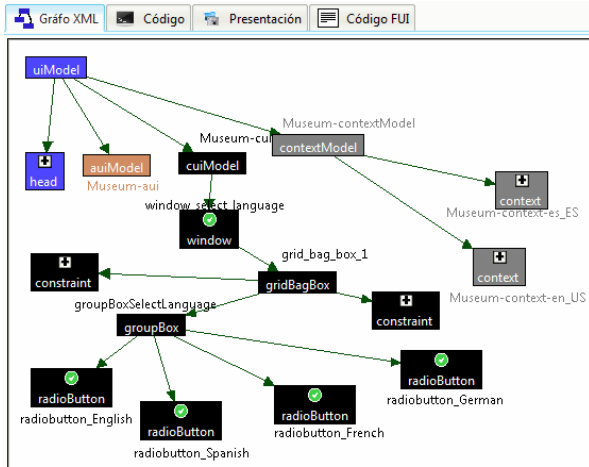 Gráfo XML
Código
Presentación
Código FUI
uiModel
Museum-contextModel
Museum-cui
contextModel
head
auiModel
cuiModel
Museum-aui
context
Museum-context-es_ES
window_select_language
window
grid_bag_box_1
context
Museum-context-en_US
constraint
gridBagBox
groupBoxSelectLanguage
constraint
groupBox
radioButton
radiobutton_German
radioButton
radiobutton_English
radioButton
radiobutton_French
radioButton
radiobutton_Spanish